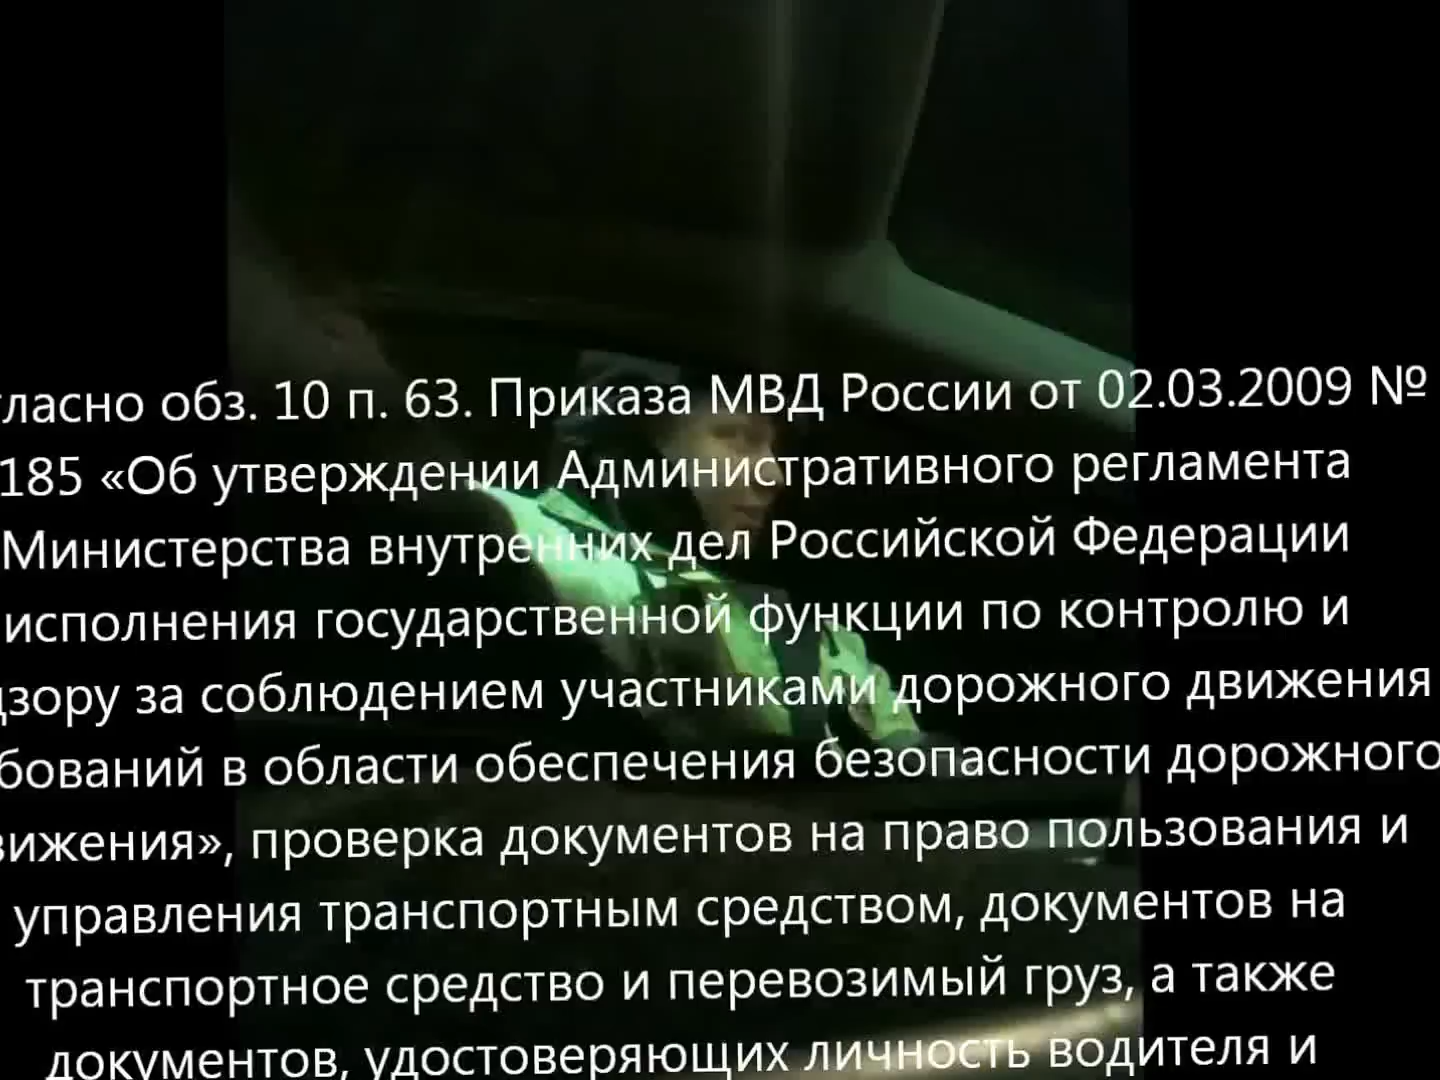 гласно обз. 10 п. 63. Приказа МВД России от 02.03.2009 №
185 «Об утверждении Административного регламента
Министерства внутренних дел Российской Федерации
исполнения государственной функции по контролю и
дзору за соблюдением участниками дорожного движения
бований в области обеспечения безопасности дорожного
вижения», проверка документов на право пользования и
управления транспортным средством, документов на
транспортное средство и перевозимый груз, а также
документов, удостоверяющих личность водителя и